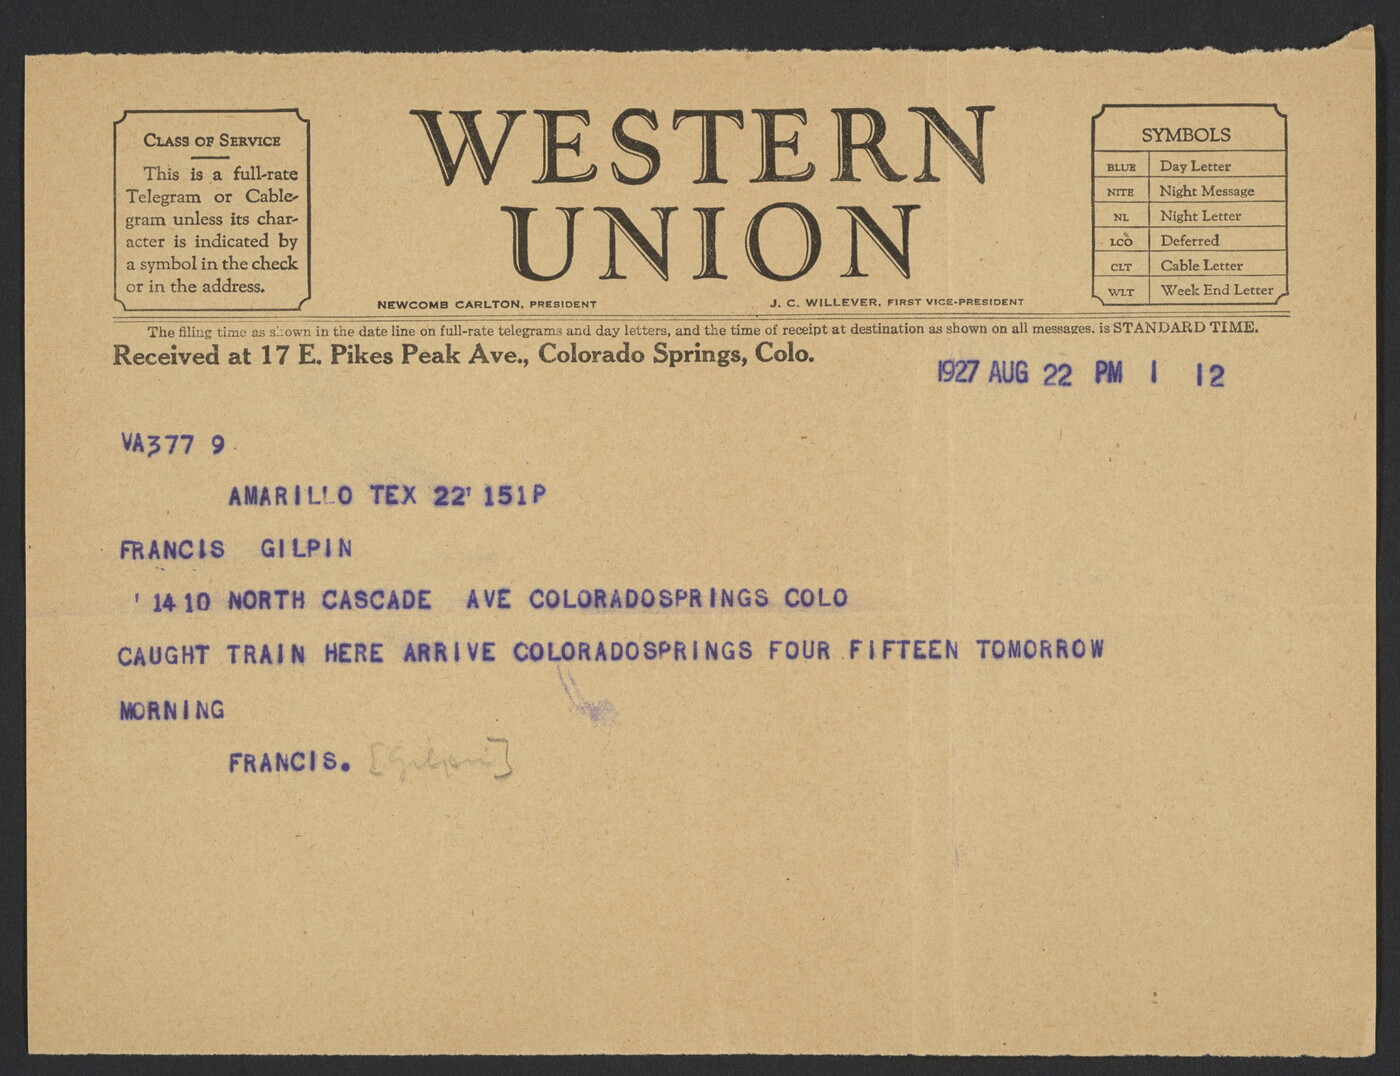 CLASS OF SERVICE
This is a full-rate
Telegram or Cable-
gram unless its char-
acter is indicated by
a symbol in the check
or in the address.
WESTERN
UNION
NEWCOMB CARLTON, PRESIDENT
J. C. WILLEVER, FIRST VICE-PRESIDENT
SYMBOLS
BLUE Day Letter
NITE Night Message
NL Night Letter
LCO Deferred
CLT Cable Letter
WLT Week End Letter
The filing time as shown in the date line on full-rate telegrams and day letters, and the time of receipt at destination as shown on all messages, is STANDARD TIME.
Received at 17 E. Pikes Peak Ave., Colorado Springs, Colo.
1927 AUG 22 PM 1 12
VA377 9
AMARILLO TEX 22' 151P
FRANCIS GILPIN
' 1410 NORTH CASCADE AVE COLORADOSPRINGS COLO
CAUGHT TRAIN HERE ARRIVE COLORADOSPRINGS FOUR FIFTEEN TOMORROW
MORNING
FRANCIS. [Gilpin]